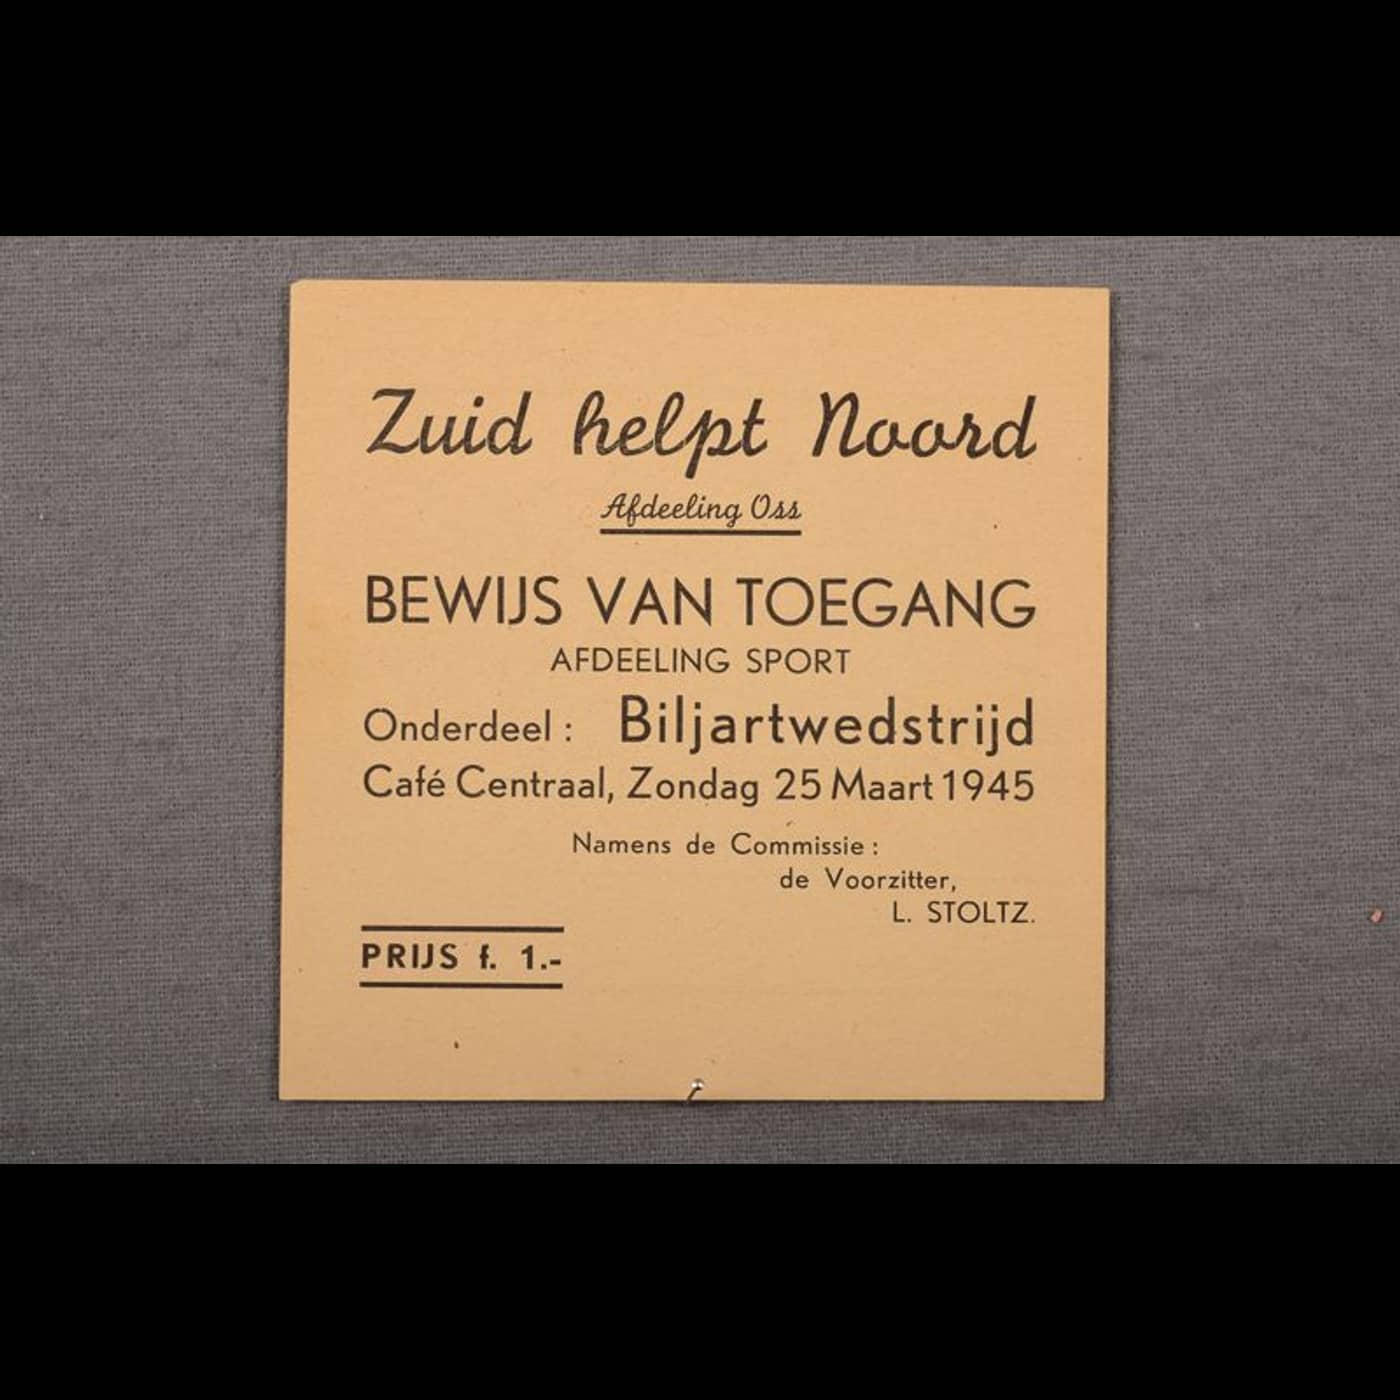 Zuid helpt Noord
Afdeeling Oss
BEWIJS VAN TOEGANG
AFDEELING SPORT
Onderdeel : Biljartwedstrijd
Café Centraal, Zondag 25 Maart 1945
Namens de Commissie :
de Voorzitter,
L. STOLTZ.
PRIJS f. 1.-